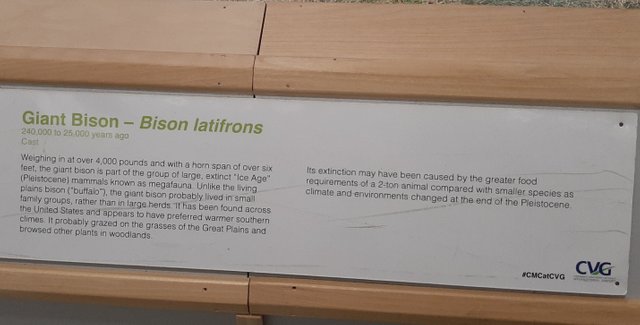 Giant Bison – Bison latifrons
240,000 to 25,000 years ago
Cast
Weighing in at over 4,000 pounds and with a horn span of over six
feet, the giant bison is part of the group of large, extinct "Ice Age"
(Pleistocene) mammals known as megafauna. Unlike the living
plains bison ("buffalo"), the giant bison probably lived in small
family groups, rather than in large herds. It has been found across
the United States and appears to have preferred warmer southern
climes. It probably grazed on the grasses of the Great Plains and
browsed other plants in woodlands.
Its extinction may have been caused by the greater food
requirements of a 2-ton animal compared with smaller species as
climate and environments changed at the end of the Pleistocene.
#CMCatCVG
CVG